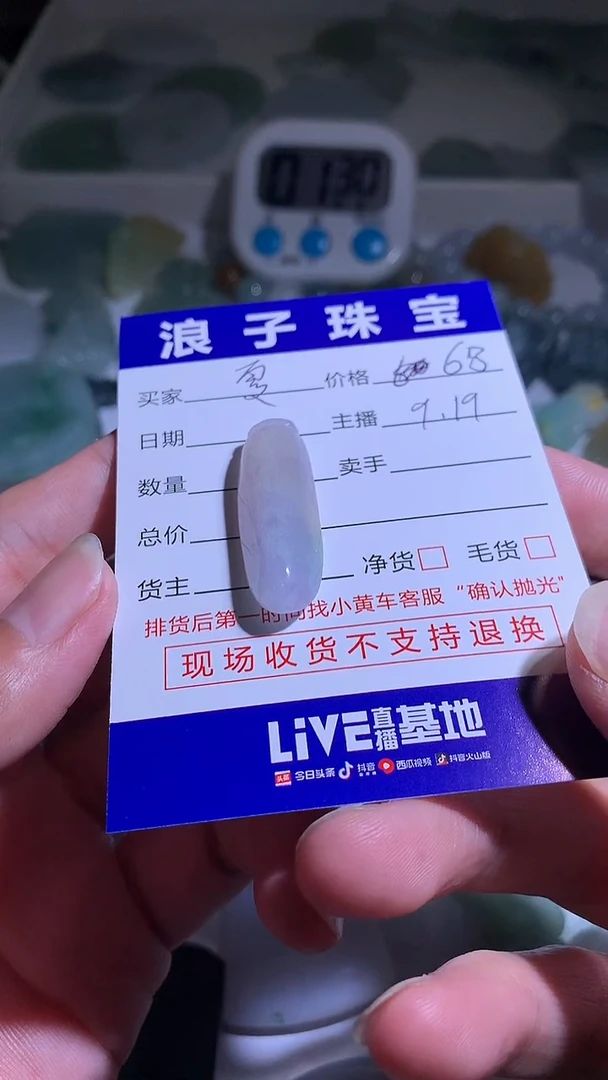 0130
浪子珠宝
买家 夏 价格 68
日期 主播 9.19
数量 卖手
总价
货主 净货 毛货
排货后第一时间找小黄车客服“确认抛光”
现场收货不支持退换
LiVE直播基地
头条 今日头条 抖音 西瓜视频 抖音火山版